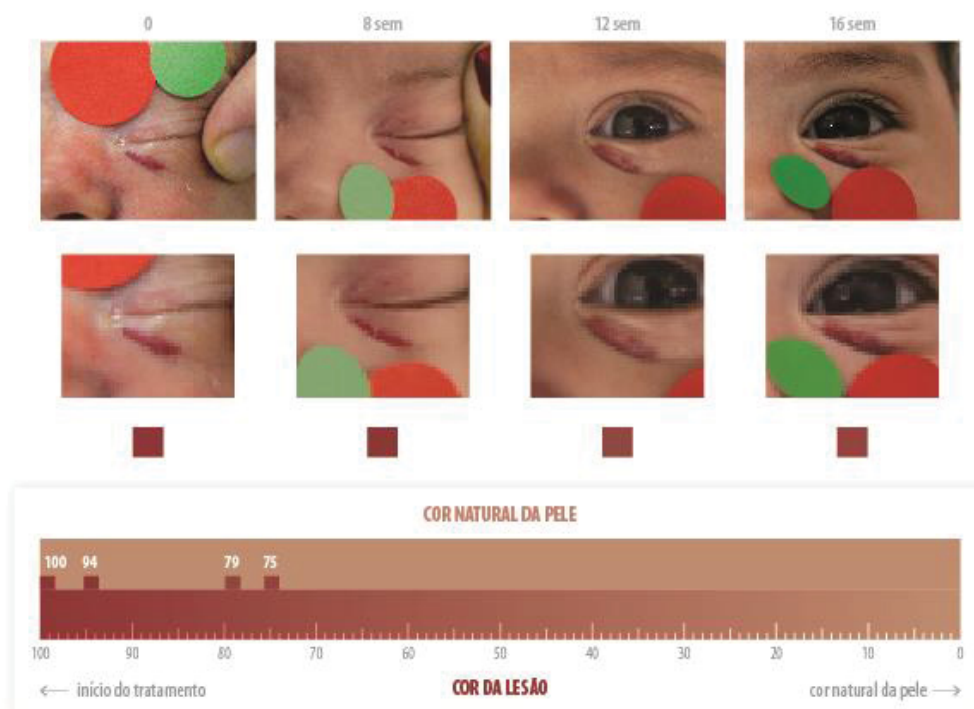 0 8 sem 12 sem 16 sem
COR NATURAL DA PELE
100 94 79 75
100 90 80 70 60 50 40 30 20 10 0
← início do tratamento COR DA LESÃO cor natural da pele →